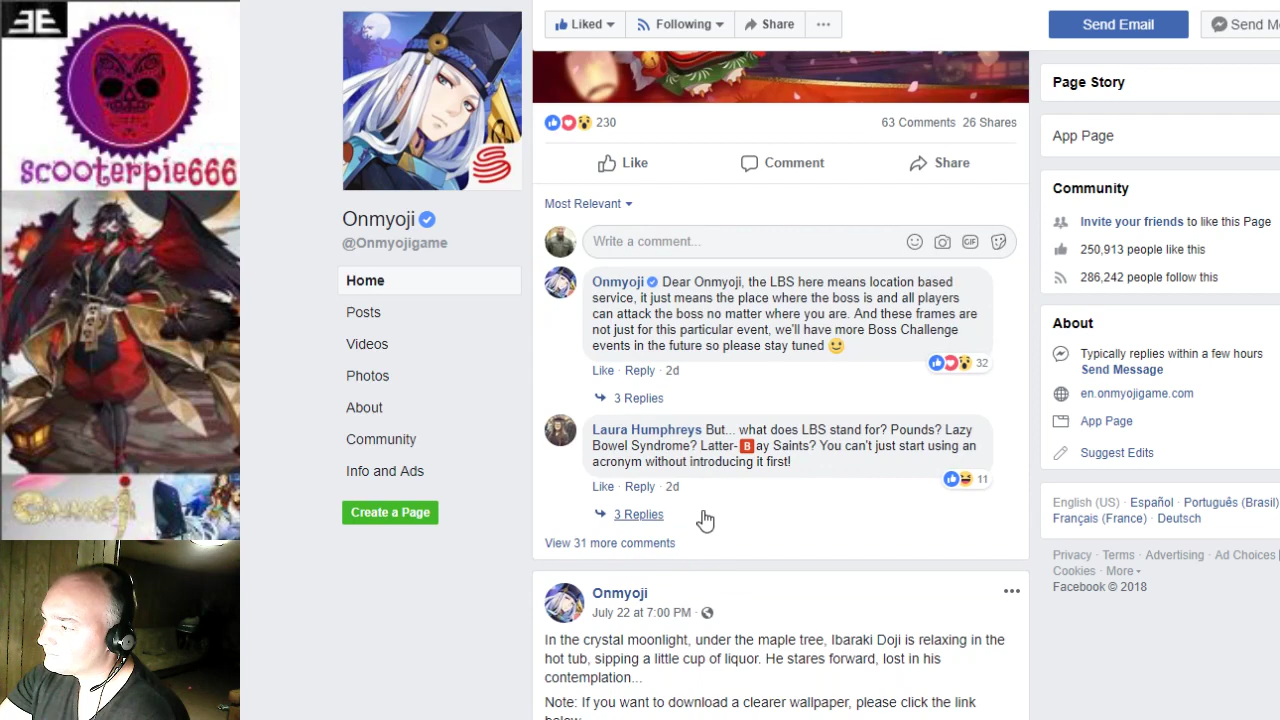 scooterpie666
Onmyoji
@Onmyojigame
Home
Posts
Videos
Photos
About
Community
Info and Ads
Create a Page
Liked
Following
Share
Send Email
230
63 Comments 26 Shares
Like
Comment
Share
Most Relevant
Write a comment...
GIF
Onmyoji Dear Onmyoji, the LBS here means location based
service, it just means the place where the boss is and all players
can attack the boss no matter where you are. And these frames are
not just for this particular event, we'll have more Boss Challenge
events in the future so please stay tuned
32
Like · Reply · 2d
3 Replies
Laura Humphreys But... what does LBS stand for? Pounds? Lazy
Bowel Syndrome? Latter-🅱ay Saints? You can't just start using an
acronym without introducing it first!
11
Like · Reply · 2d
3 Replies
View 31 more comments
Onmyoji
July 22 at 7:00 PM ·
In the crystal moonlight, under the maple tree, Ibaraki Doji is relaxing in the
hot tub, sipping a little cup of liquor. He stares forward, lost in his
contemplation...
Note: If you want to download a clearer wallpaper, please click the link
below
Page Story
App Page
Community
Invite your friends to like this Page
250,913 people like this
286,242 people follow this
About
Typically replies within a few hours
Send Message
en.onmyojigame.com
App Page
Suggest Edits
English (US) · Español · Português (Brasil)
Français (France) · Deutsch
Privacy · Terms · Advertising · Ad Choices
Cookies · More
Facebook © 2018